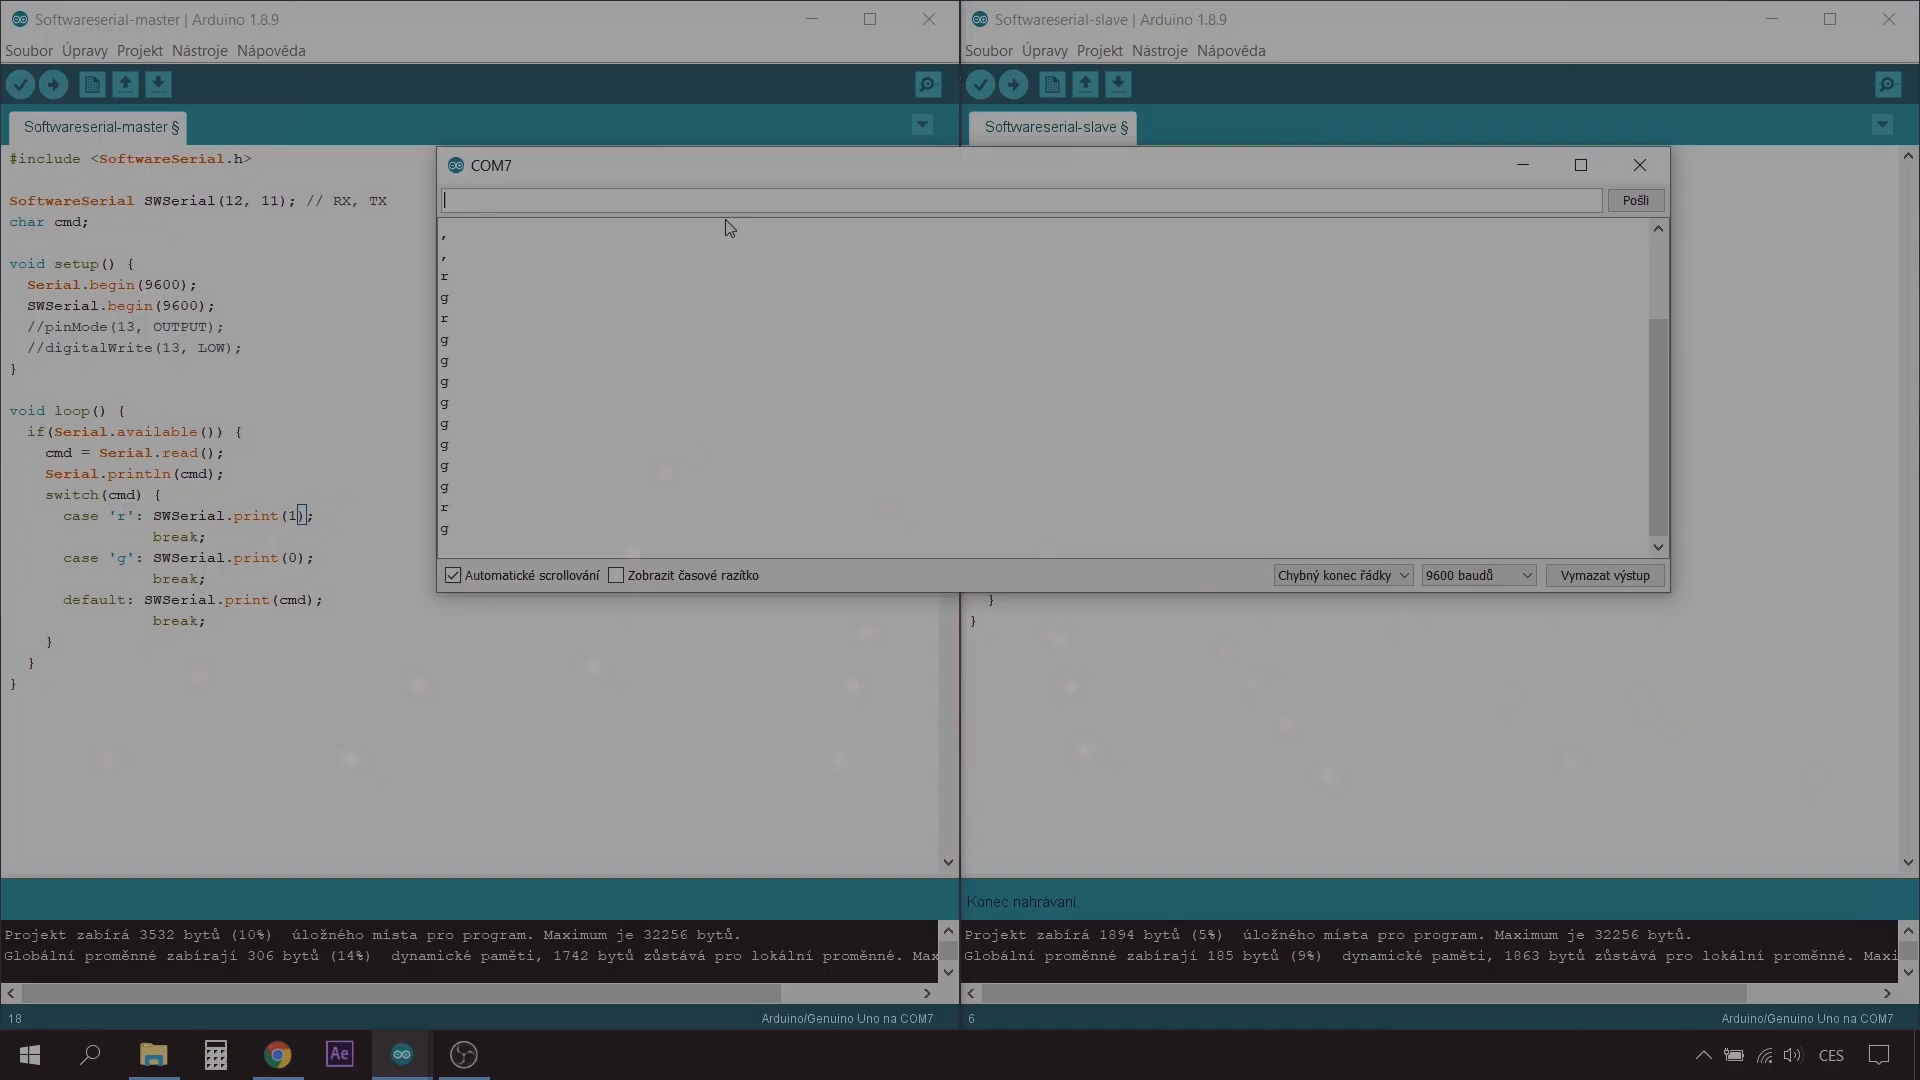 Softwareserial-master | Arduino 1.8.9
Soubor Úpravy Projekt Nástroje Nápověda
Softwareserial-master §
#include <SoftwareSerial.h>
SoftwareSerial SWSerial(12, 11); // RX, TX
char cmd;
void setup() {
Serial.begin(9600);
SWSerial.begin(9600);
//pinMode(13, OUTPUT);
//digitalWrite(13, LOW);
}
void loop() {
if(Serial.available()) {
cmd = Serial.read();
Serial.println(cmd);
switch(cmd) {
case 'r': SWSerial.print(1);
break;
case 'g': SWSerial.print(0);
break;
default: SWSerial.print(cmd);
break;
}
}
}
Projekt zabírá 3532 bytů (10%)  úložného místa pro program. Maximum je 32256 bytů.
Globální proměnné zabírají 306 bytů (14%)  dynamické paměti, 1742 bytů zůstává pro lokální proměnné. Max
18
Arduino/Genuino Uno na COM7
Softwareserial-slave | Arduino 1.8.9
Soubor Úpravy Projekt Nástroje Nápověda
Softwareserial-slave §
}
}
Konec nahrávaní.
Projekt zabírá 1894 bytů (5%)  úložného místa pro program. Maximum je 32256 bytů.
Globální proměnné zabírají 185 bytů (9%)  dynamické paměti, 1863 bytů zůstává pro lokální proměnné. Maxi
6
Arduino/Genuino Uno na COM7
COM7
Pošli
,
,
r
g
r
g
g
g
g
g
g
g
g
r
g
Automatické scrollování
Zobrazit časové razítko
Chybný konec řádky
9600 baudů
Vymazat výstup
Ae
CES